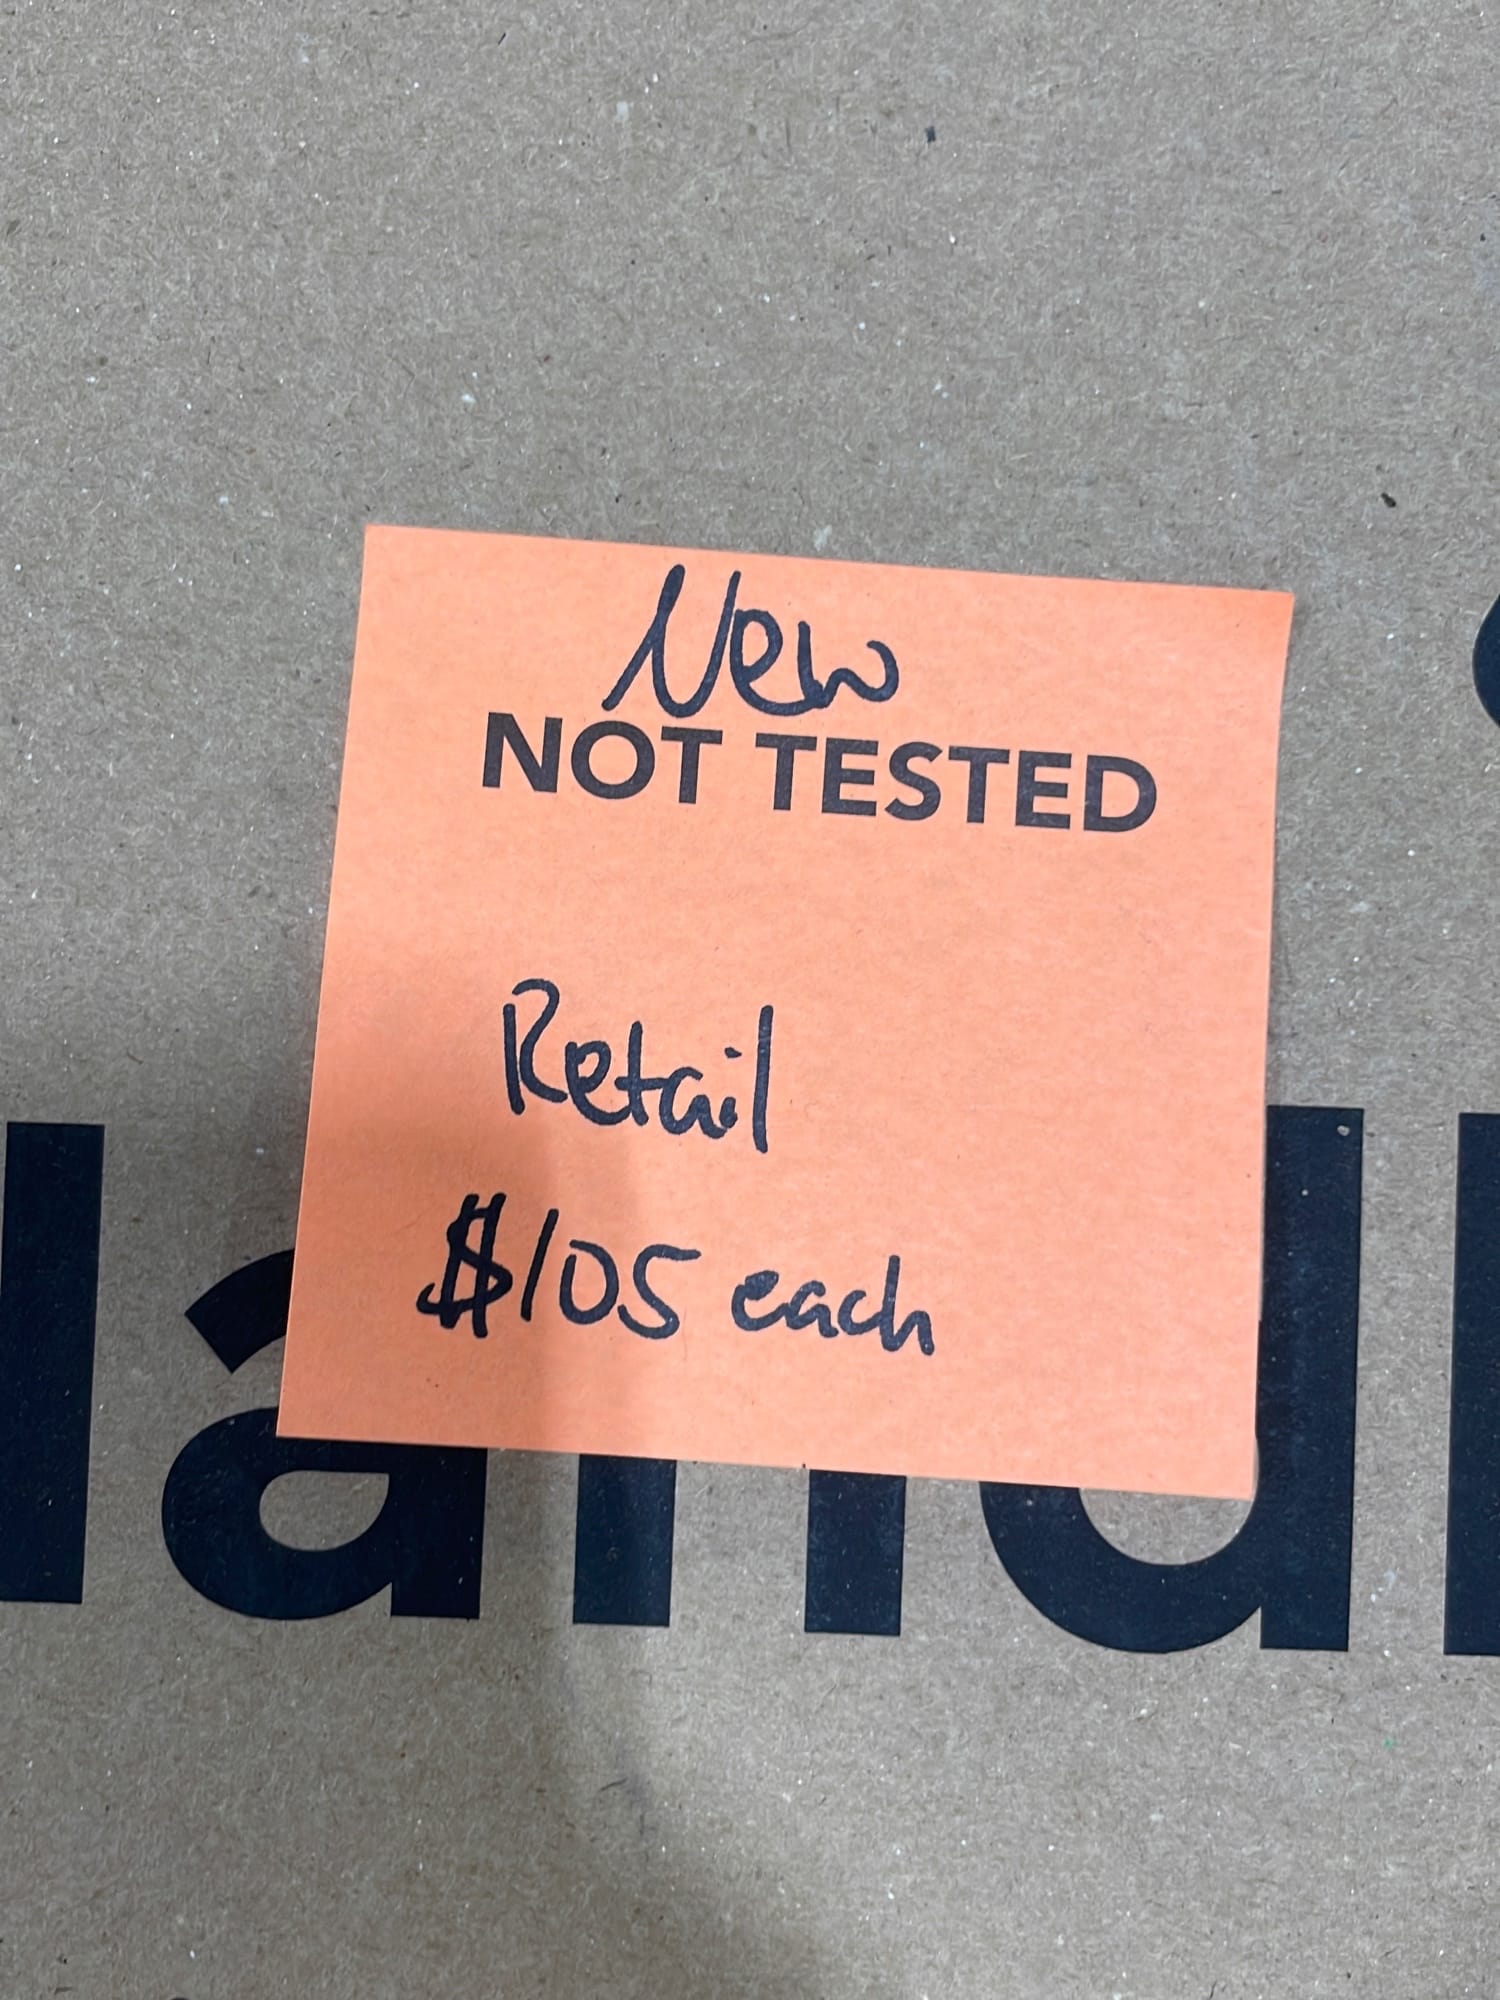 New
NOT TESTED
Retail
$105 each